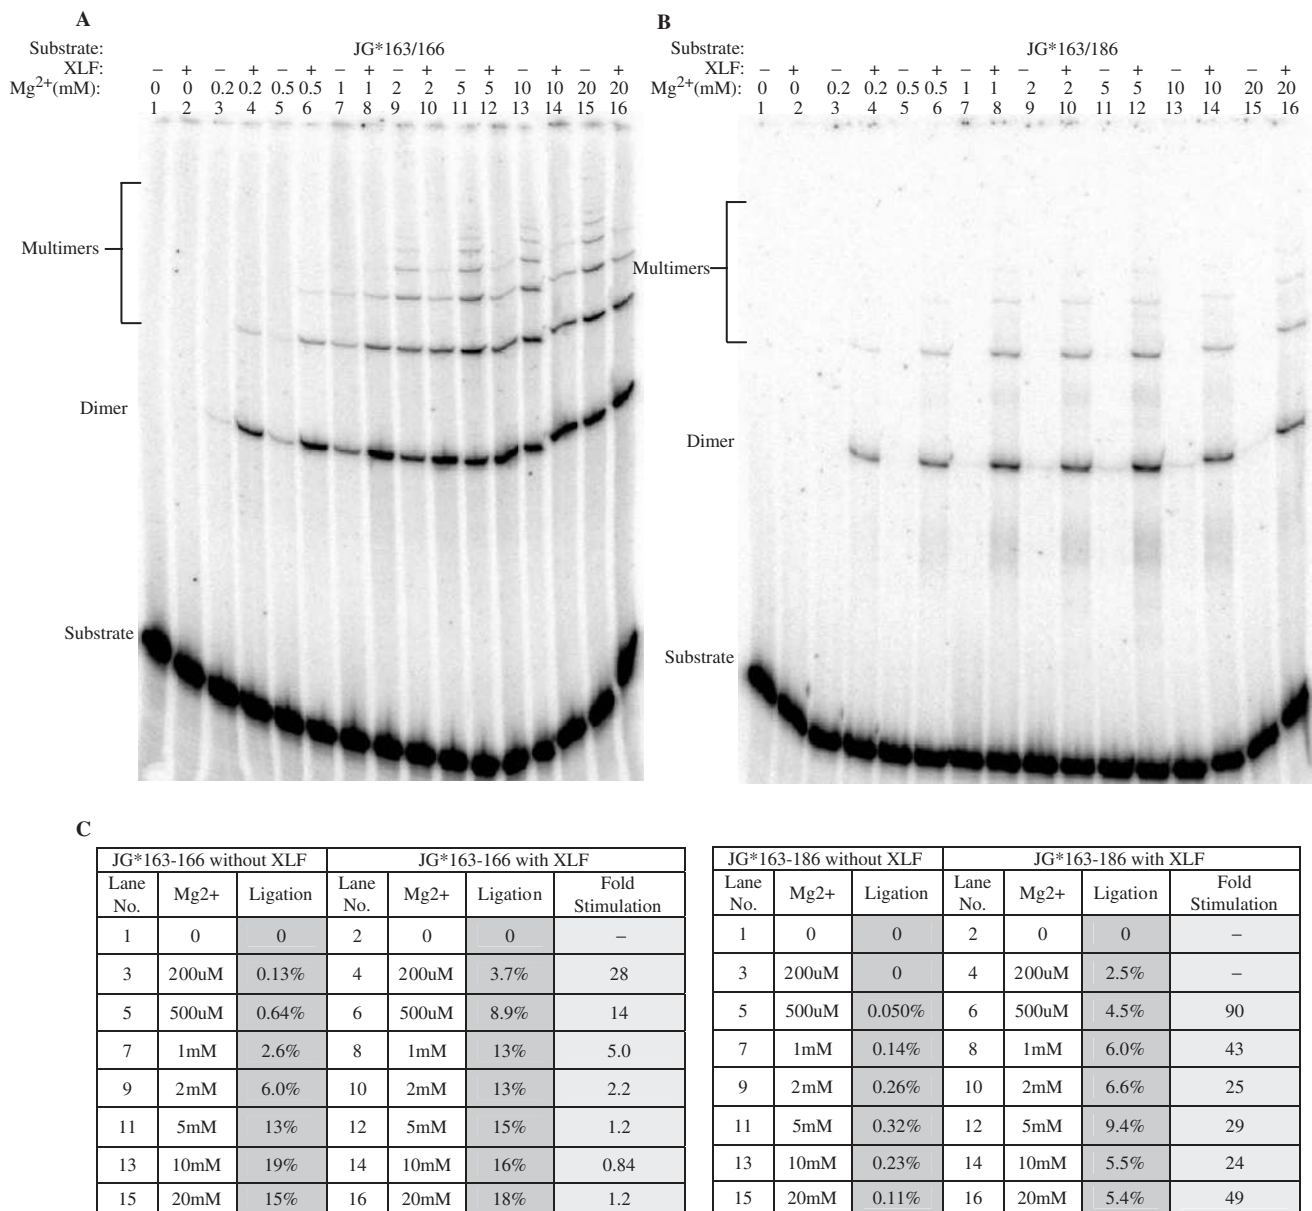 A
Substrate: JG*163/166
XLF: – + – + – + – + – + – + – + – +
Mg2+(mM): 0 0 0.2 0.2 0.5 0.5 1 1 2 2 5 5 10 10 20 20
1 2 3 4 5 6 7 8 9 10 11 12 13 14 15 16
Multimers
Dimer
Substrate
B
Substrate: JG*163/186
XLF: – + – + – + – + – + – + – + – +
Mg2+(mM): 0 0 0.2 0.2 0.5 0.5 1 1 2 2 5 5 10 10 20 20
1 2 3 4 5 6 7 8 9 10 11 12 13 14 15 16
Multimers
Dimer
Substrate
C
JG*163-166 without XLF JG*163-166 with XLF
Lane No. Mg2+ Ligation Lane No. Mg2+ Ligation Fold Stimulation
1 0 0 2 0 0 –
3 200uM 0.13% 4 200uM 3.7% 28
5 500uM 0.64% 6 500uM 8.9% 14
7 1mM 2.6% 8 1mM 13% 5.0
9 2mM 6.0% 10 2mM 13% 2.2
11 5mM 13% 12 5mM 15% 1.2
13 10mM 19% 14 10mM 16% 0.84
15 20mM 15% 16 20mM 18% 1.2
JG*163-186 without XLF JG*163-186 with XLF
Lane No. Mg2+ Ligation Lane No. Mg2+ Ligation Fold Stimulation
1 0 0 2 0 0 –
3 200uM 0 4 200uM 2.5% –
5 500uM 0.050% 6 500uM 4.5% 90
7 1mM 0.14% 8 1mM 6.0% 43
9 2mM 0.26% 10 2mM 6.6% 25
11 5mM 0.32% 12 5mM 9.4% 29
13 10mM 0.23% 14 10mM 5.5% 24
15 20mM 0.11% 16 20mM 5.4% 49